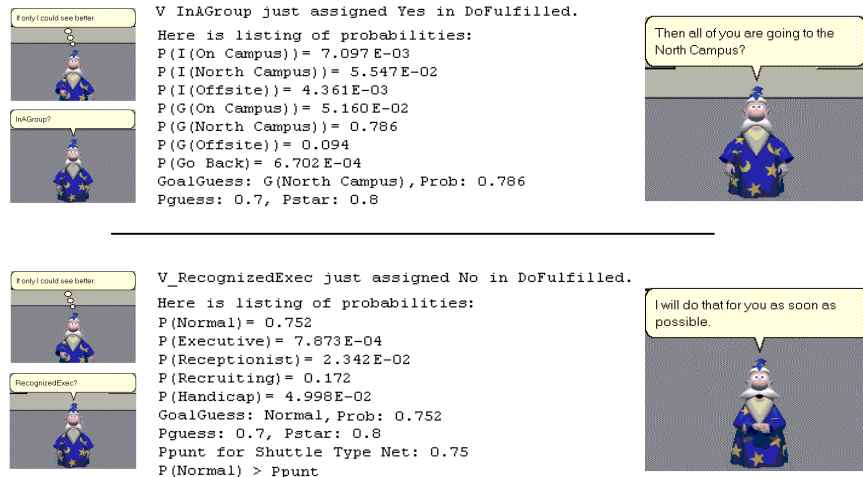 If only I could see better.
InAGroup?
V InAGroup just assigned Yes in DoFulfilled.
Here is listing of probabilities:
P(I(On Campus))= 7.097E-03
P(I(North Campus))= 5.547E-02
P(I(Offsite))= 4.361E-03
P(G(On Campus))= 5.160E-02
P(G(North Campus))= 0.786
P(G(Offsite))= 0.094
P(Go Back)= 6.702E-04
GoalGuess: G(North Campus), Prob: 0.786
Pguess: 0.7, Pstar: 0.8
Then all of you are going to the
North Campus?
If only I could see better.
RecognizedExec?
V_RecognizedExec just assigned No in DoFulfilled.
Here is listing of probabilities:
P(Normal)= 0.752
P(Executive)= 7.873E-04
P(Receptionist)= 2.342E-02
P(Recruiting)= 0.172
P(Handicap)= 4.998E-02
GoalGuess: Normal, Prob: 0.752
Pguess: 0.7, Pstar: 0.8
Ppunt for Shuttle Type Net: 0.75
P(Normal) > Ppunt
I will do that for you as soon as
possible.